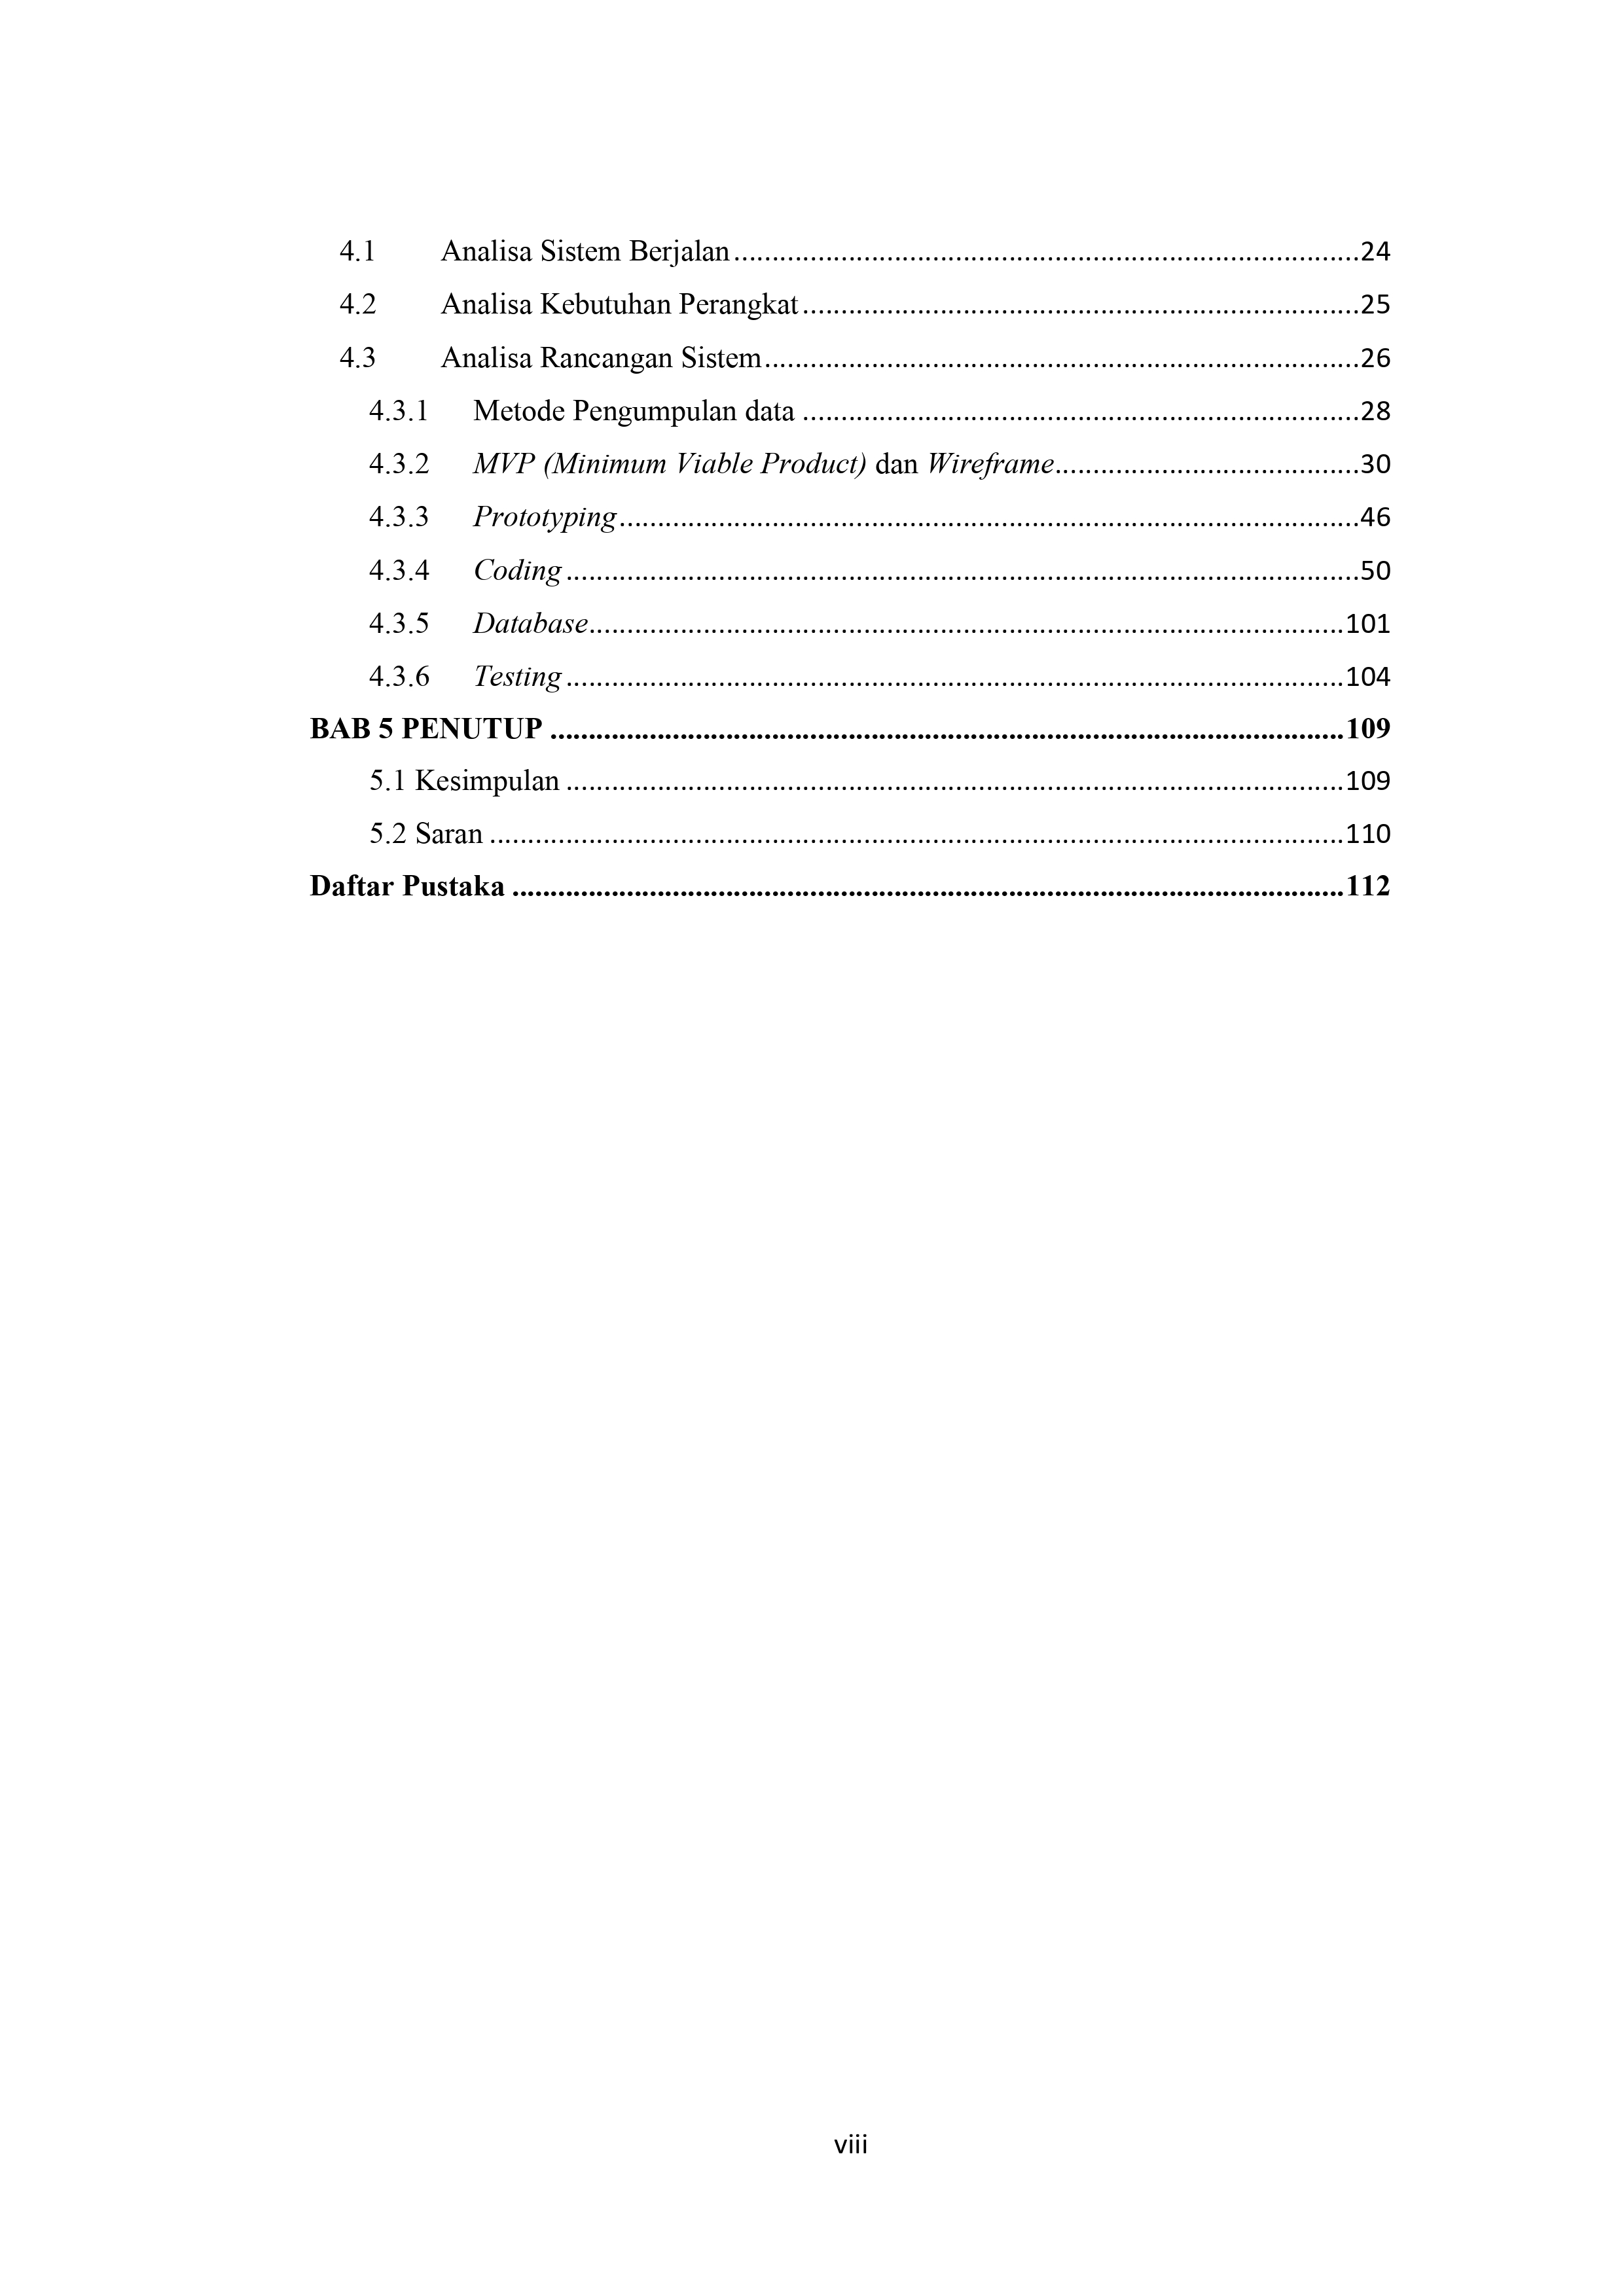 4.1 Analisa Sistem Berjalan........................................................................24
4.2 Analisa Kebutuhan Perangkat........................................................................25
4.3 Analisa Rancangan Sistem........................................................................26
4.3.1 Metode Pengumpulan data ........................................................................28
4.3.2 MVP (Minimum Viable Product) dan Wireframe........................................30
4.3.3 Prototyping........................................................................46
4.3.4 Coding........................................................................50
4.3.5 Database........................................................................101
4.3.6 Testing........................................................................104
BAB 5 PENUTUP ........................................................................109
5.1 Kesimpulan ........................................................................109
5.2 Saran ........................................................................110
Daftar Pustaka ........................................................................112
viii